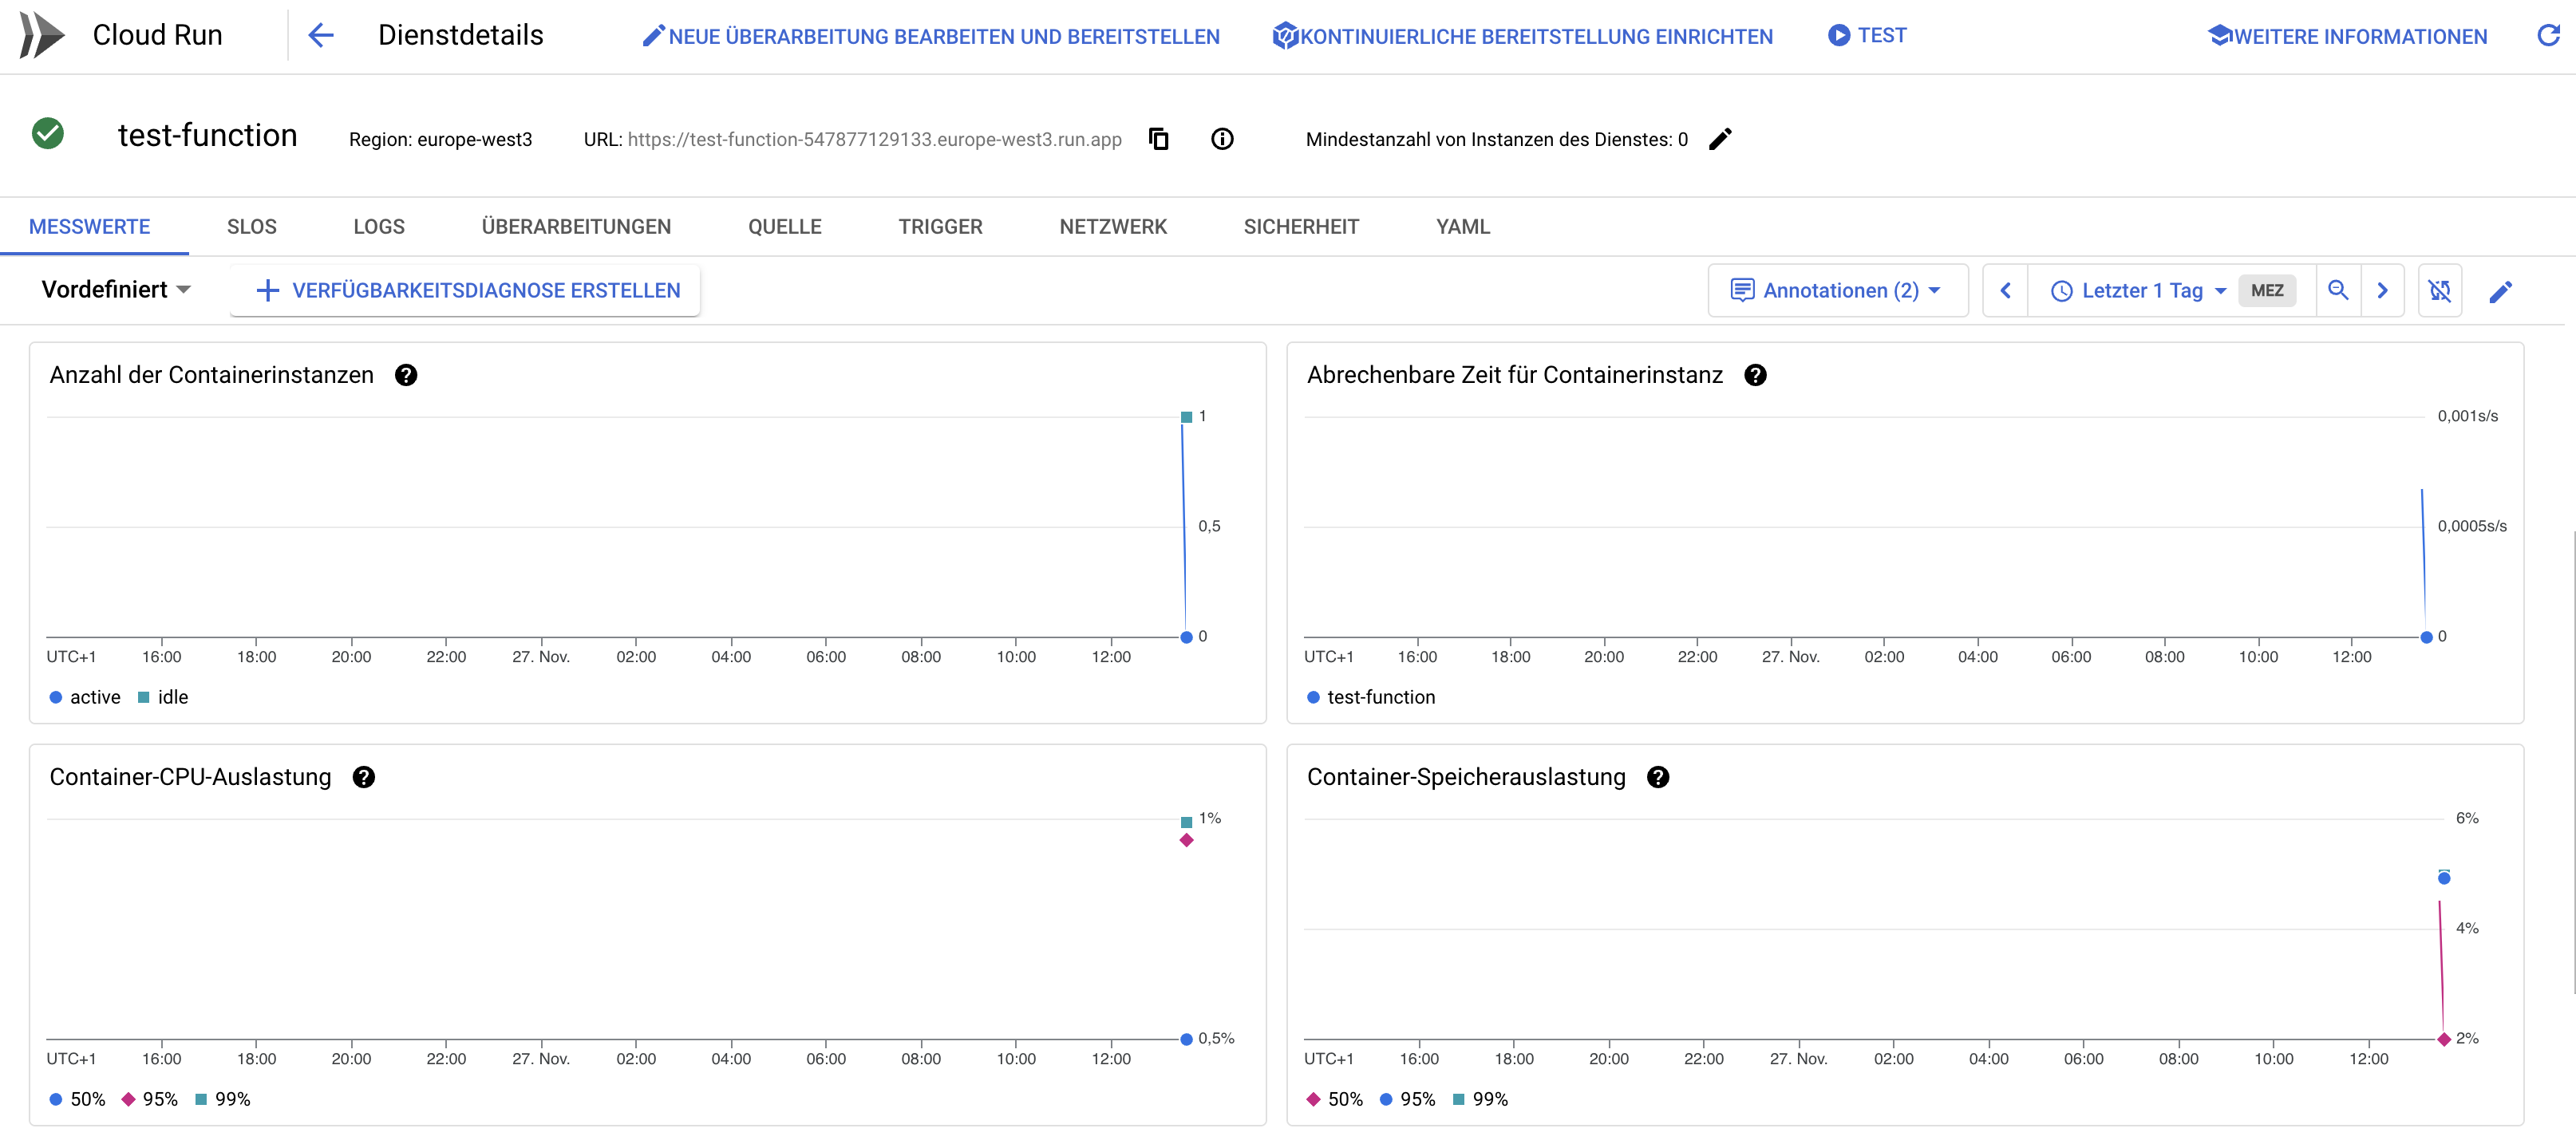 Cloud Run
Dienstdetails
NEUE ÜBERARBEITUNG BEARBEITEN UND BEREITSTELLEN
KONTINUIERLICHE BEREITSTELLUNG EINRICHTEN
TEST
WEITERE INFORMATIONEN
test-function
Region: europe-west3
URL: https://test-function-547877129133.europe-west3.run.app
Mindestanzahl von Instanzen des Dienstes: 0
MESSWERTE
SLOS
LOGS
ÜBERARBEITUNGEN
QUELLE
TRIGGER
NETZWERK
SICHERHEIT
YAML
Vordefiniert
VERFÜGBARKEITSDIAGNOSE ERSTELLEN
Annotationen (2)
Letzter 1 Tag
MEZ
Anzahl der Containerinstanzen
1
0,5
0
UTC+1 16:00 18:00 20:00 22:00 27. Nov. 02:00 04:00 06:00 08:00 10:00 12:00
active idle
Abrechenbare Zeit für Containerinstanz
0,001s/s
0,0005s/s
0
UTC+1 16:00 18:00 20:00 22:00 27. Nov. 02:00 04:00 06:00 08:00 10:00 12:00
test-function
Container-CPU-Auslastung
1%
0,5%
UTC+1 16:00 18:00 20:00 22:00 27. Nov. 02:00 04:00 06:00 08:00 10:00 12:00
50% 95% 99%
Container-Speicherauslastung
6%
4%
2%
UTC+1 16:00 18:00 20:00 22:00 27. Nov. 02:00 04:00 06:00 08:00 10:00 12:00
50% 95% 99%